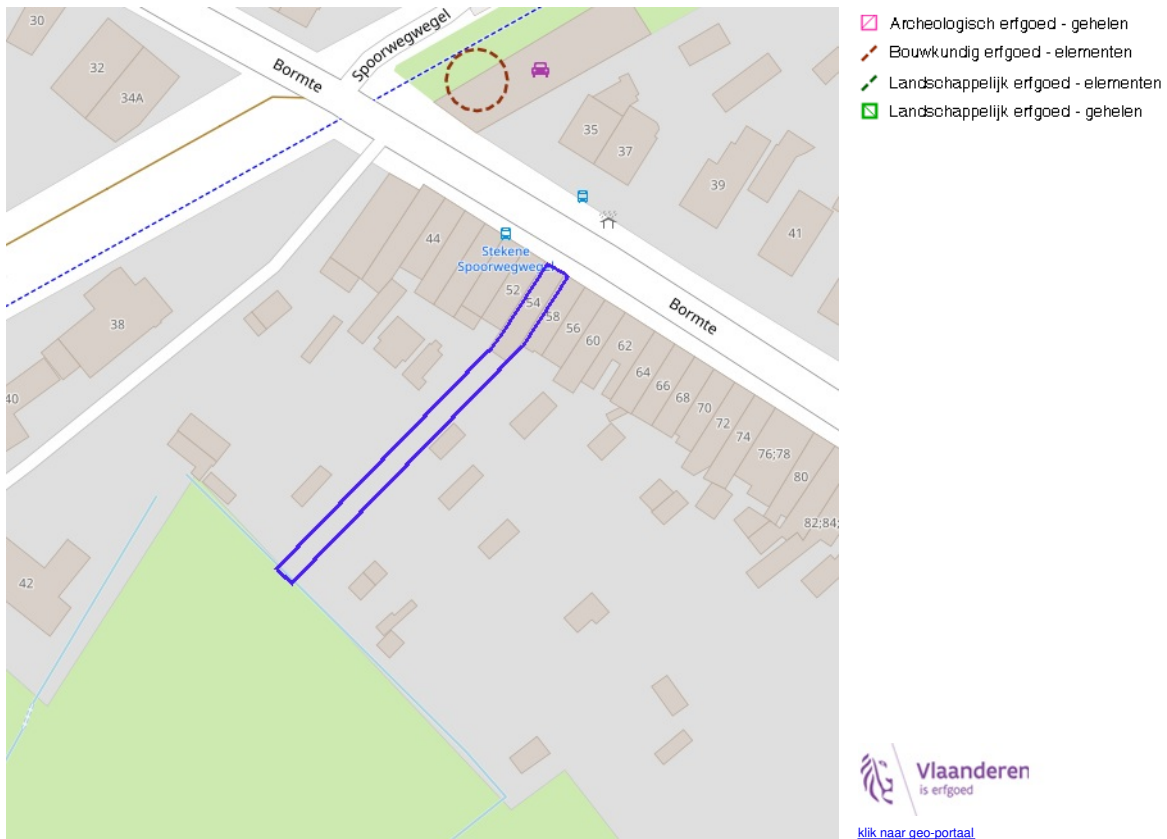 30
32
34A
Bormte
Spoorwegwegel
35
37
39
41
44
Stekene
Spoorwegwegel
52
54
58
56
60
62
64
66
68
70
72
74
76;78
80
82;84;
Bormte
38
40
42
Archeologisch erfgoed - gehelen
Bouwkundig erfgoed - elementen
Landschappelijk erfgoed - elementen
Landschappelijk erfgoed - gehelen
Vlaanderen
is erfgoed
klik naar geo-portaal